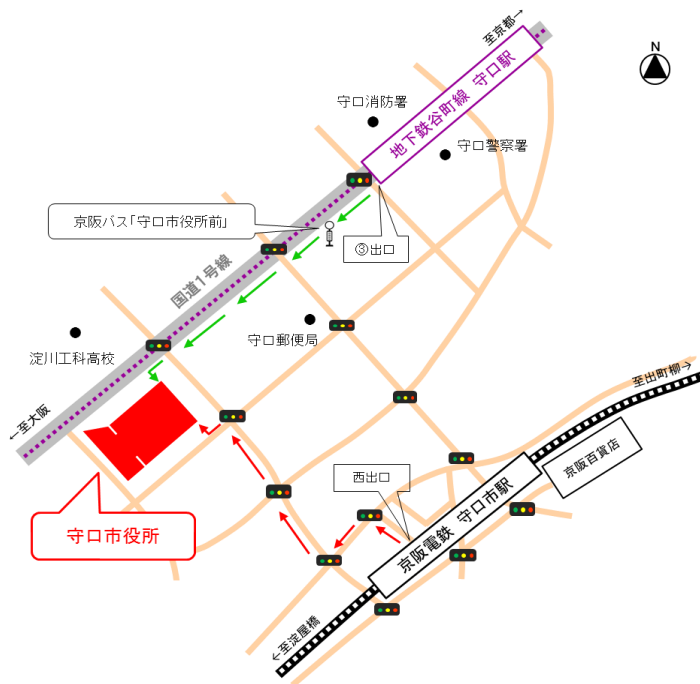 至京都→
N
地下鉄谷町線 守口駅
守口消防署
守口警察署
京阪バス「守口市役所前」
③出口
国道1号線
守口郵便局
淀川工科高校
至出町柳→
←至大阪
京阪百貨店
西出口
京阪電鉄 守口市駅
守口市役所
←至淀屋橋